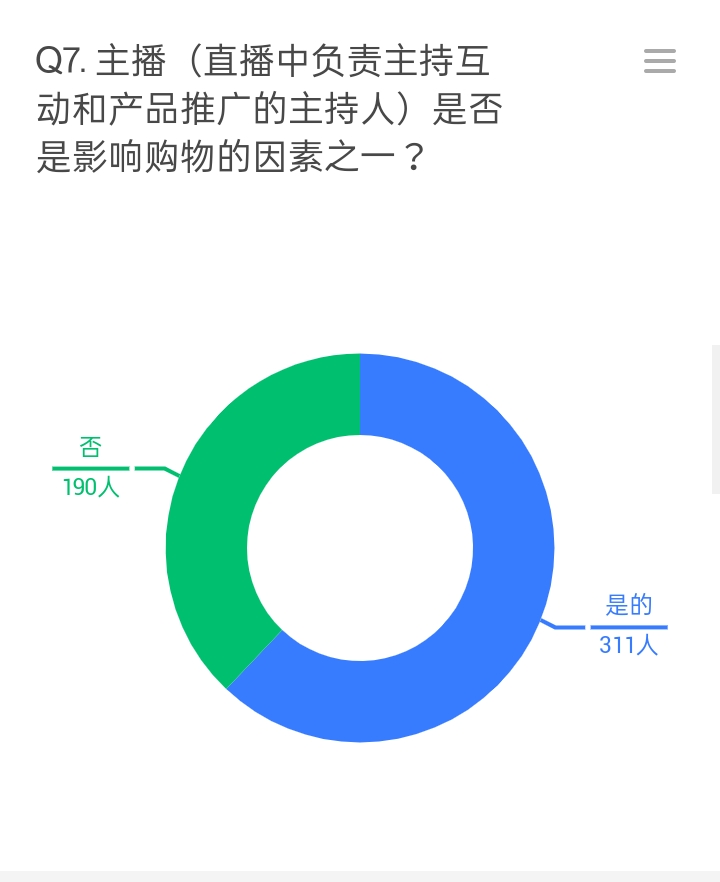 Q7. 主播（直播中负责主持互
动和产品推广的主持人）是否
是影响购物的因素之一？
否
190人
是的
311人